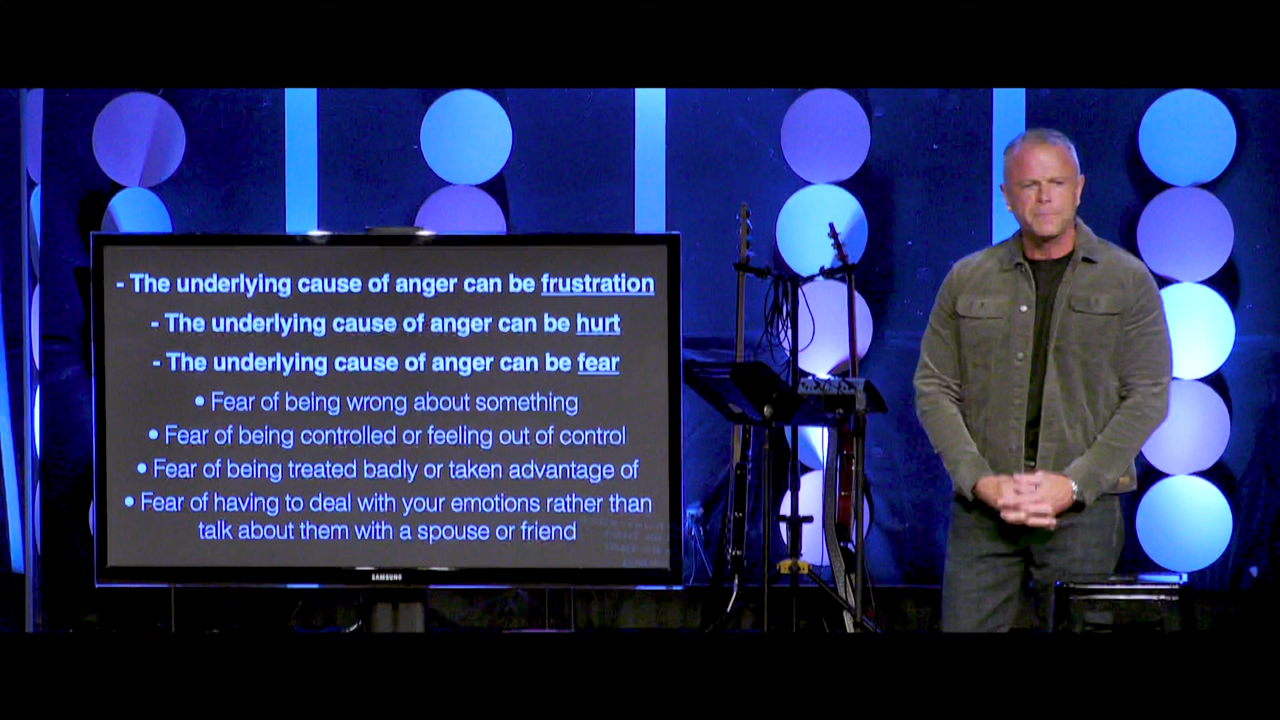 - The underlying cause of anger can be frustration
- The underlying cause of anger can be hurt
- The underlying cause of anger can be fear
• Fear of being wrong about something
• Fear of being controlled or feeling out of control
• Fear of being treated badly or taken advantage of
• Fear of having to deal with your emotions rather than
talk about them with a spouse or friend
SAMSUNG